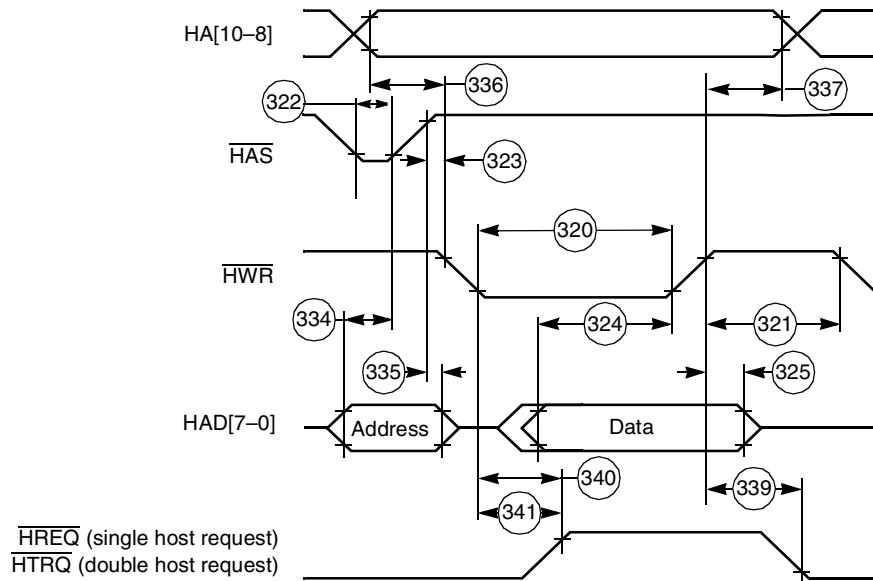 HA[10–8]
336
337
322
HAS
323
320
HWR
334
324
321
335
325
HAD[7–0]
Address
Data
340
339
341
HREQ (single host request)
HTRQ (double host request)